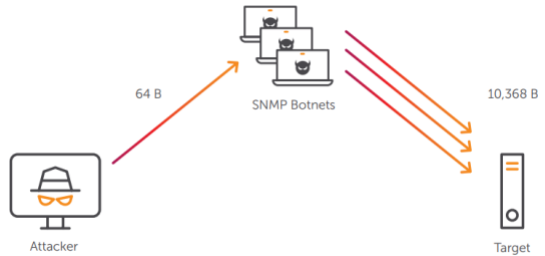 64 B
SNMP Botnets
10,368 B
Attacker
Target